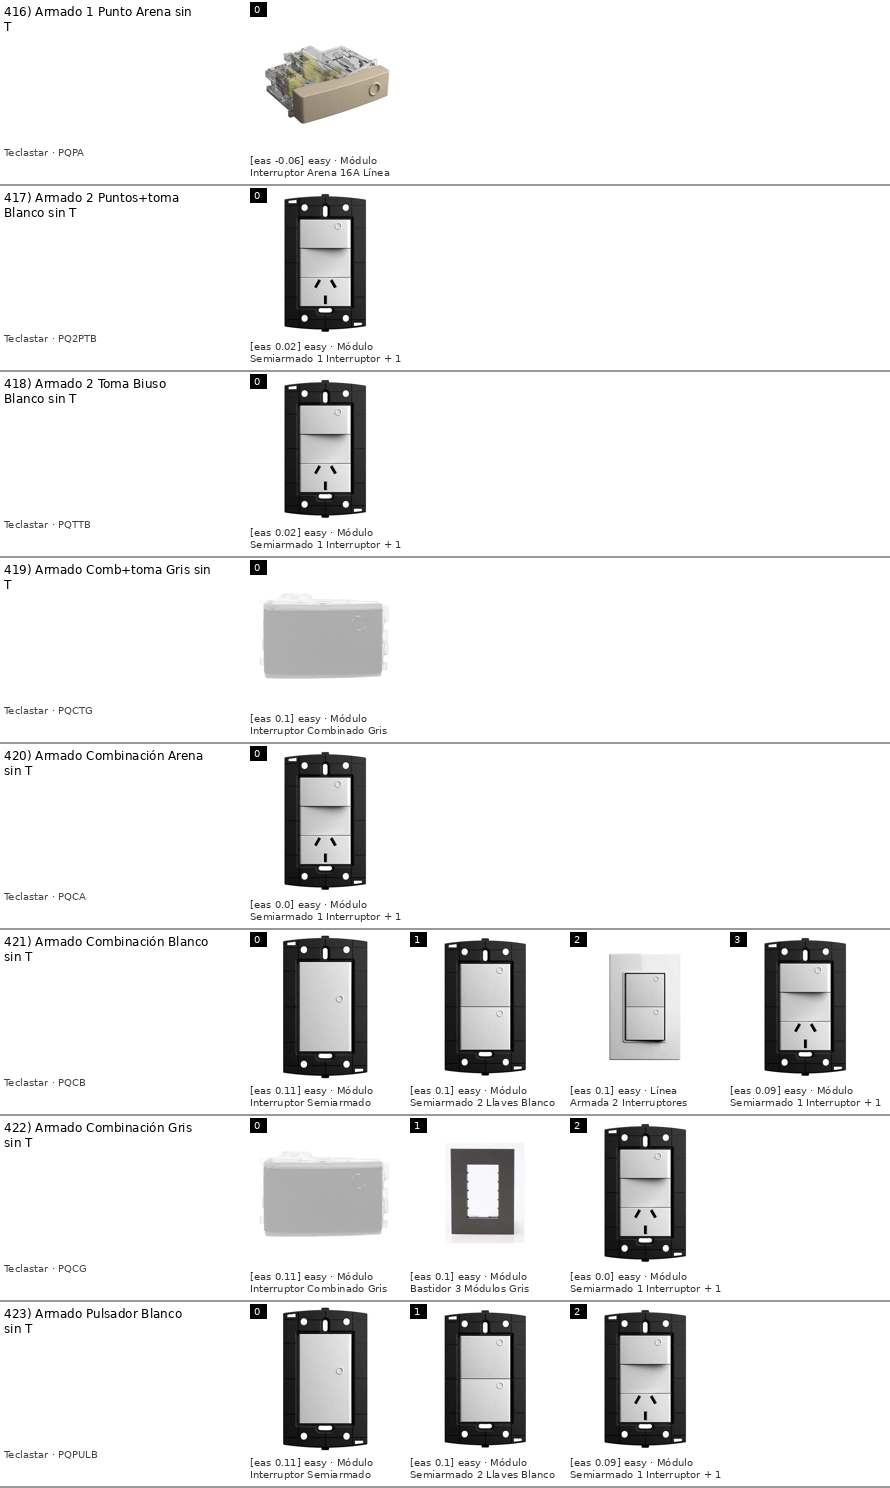 416) Armado 1 Punto Arena sin
T
0
Teclastar · PQPA
[eas -0.06] easy · Módulo
Interruptor Arena 16A Línea
417) Armado 2 Puntos+toma
Blanco sin T
0
Teclastar · PQ2PTB
[eas 0.02] easy · Módulo
Semiarmado 1 Interruptor + 1
418) Armado 2 Toma Biuso
Blanco sin T
0
Teclastar · PQTTB
[eas 0.02] easy · Módulo
Semiarmado 1 Interruptor + 1
419) Armado Comb+toma Gris sin
T
0
Teclastar · PQCTG
[eas 0.1] easy · Módulo
Interruptor Combinado Gris
420) Armado Combinación Arena
sin T
0
Teclastar · PQCA
[eas 0.0] easy · Módulo
Semiarmado 1 Interruptor + 1
421) Armado Combinación Blanco
sin T
0
1
2
3
Teclastar · PQCB
[eas 0.11] easy · Módulo
Interruptor Semiarmado
[eas 0.1] easy · Módulo
Semiarmado 2 Llaves Blanco
[eas 0.1] easy · Línea
Armada 2 Interruptores
[eas 0.09] easy · Módulo
Semiarmado 1 Interruptor + 1
422) Armado Combinación Gris
sin T
0
1
2
Teclastar · PQCG
[eas 0.11] easy · Módulo
Interruptor Combinado Gris
[eas 0.1] easy · Módulo
Bastidor 3 Módulos Gris
[eas 0.0] easy · Módulo
Semiarmado 1 Interruptor + 1
423) Armado Pulsador Blanco
sin T
0
1
2
Teclastar · PQPULB
[eas 0.11] easy · Módulo
Interruptor Semiarmado
[eas 0.1] easy · Módulo
Semiarmado 2 Llaves Blanco
[eas 0.09] easy · Módulo
Semiarmado 1 Interruptor + 1